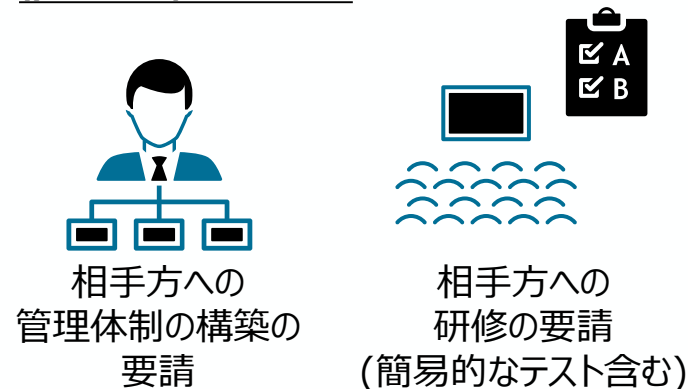 A
B
相手方への
管理体制の構築の
要請
相手方への
研修の要請
(簡易的なテスト含む)